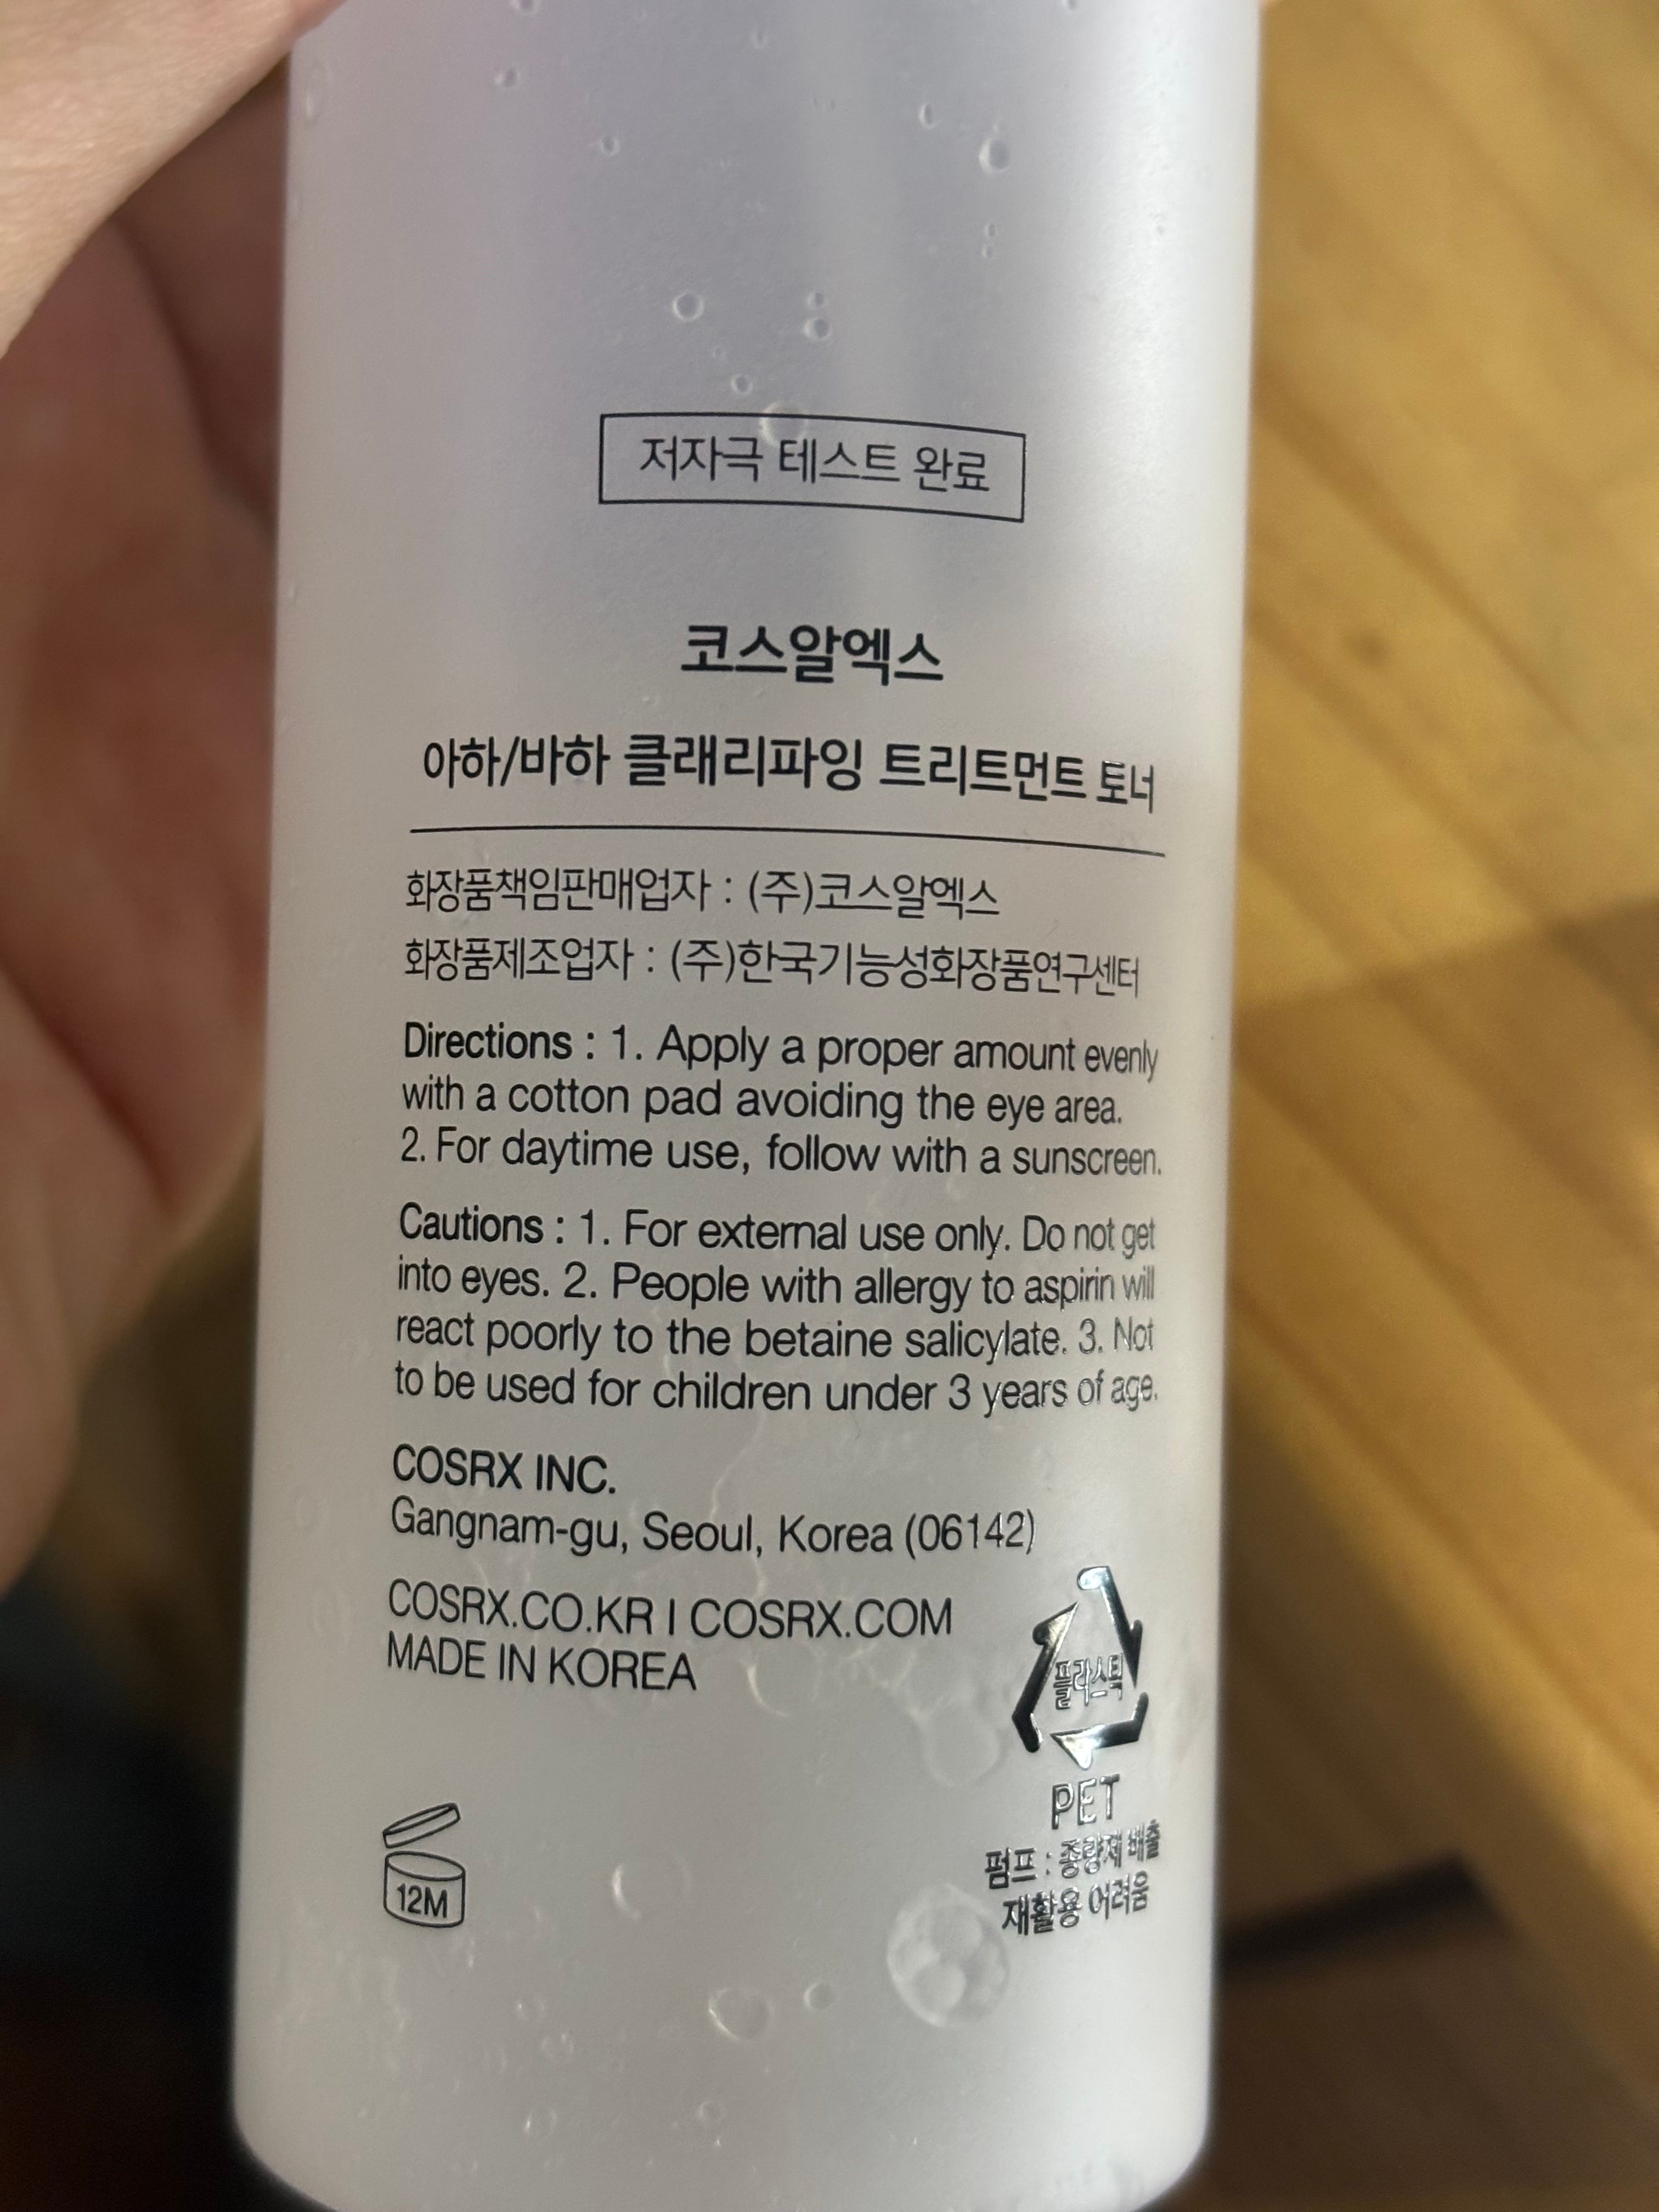 저자극 테스트 완료
코스알엑스
아하/바하 클래리파잉 트리트먼트 토너
화장품책임판매업자 : (주)코스알엑스
화장품제조업자 : (주)한국기능성화장품연구센터
Directions : 1. Apply a proper amount evenly
with a cotton pad avoiding the eye area.
2. For daytime use, follow with a sunscreen.
Cautions : 1. For external use only. Do not get
into eyes. 2. People with allergy to aspirin will
react poorly to the betaine salicylate. 3. Not
to be used for children under 3 years of age.
COSRX INC.
Gangnam-gu, Seoul, Korea (06142)
COSRX.CO.KR I COSRX.COM
MADE IN KOREA
플라스틱
PET
펌프 : 종량제 배출
재활용 어려움
12M